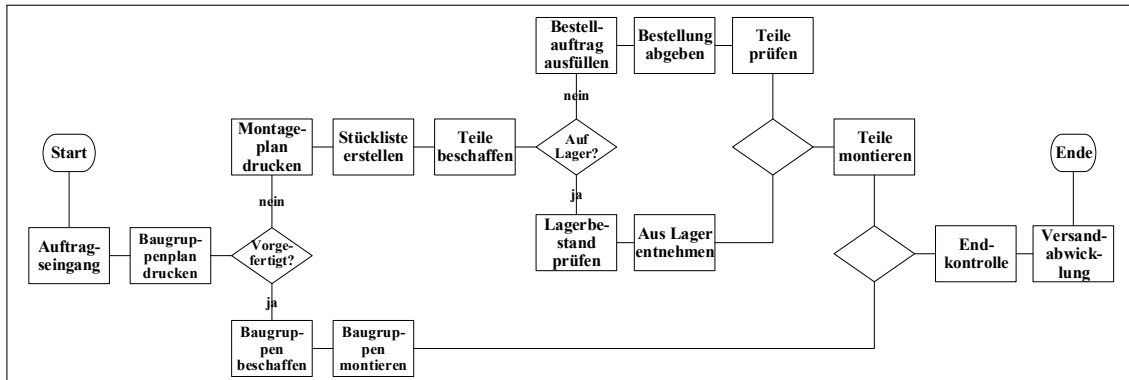 Start
Auftrag-
seingang
Baugrup-
penplan
drucken
Vorge-
fertigt?
nein
Montage-
plan
drucken
Stückliste
erstellen
Teile
beschaffen
Auf
Lager?
nein
Bestell-
auftrag
ausfüllen
Bestellung
abgeben
Teile
prüfen
ja
Lagerbe-
stand
prüfen
Aus Lager
entnehmen
Teile
montieren
ja
Baugrup-
pen
beschaffen
Baugrup-
pen
montieren
End-
kontrolle
Versand-
abwick-
lung
Ende